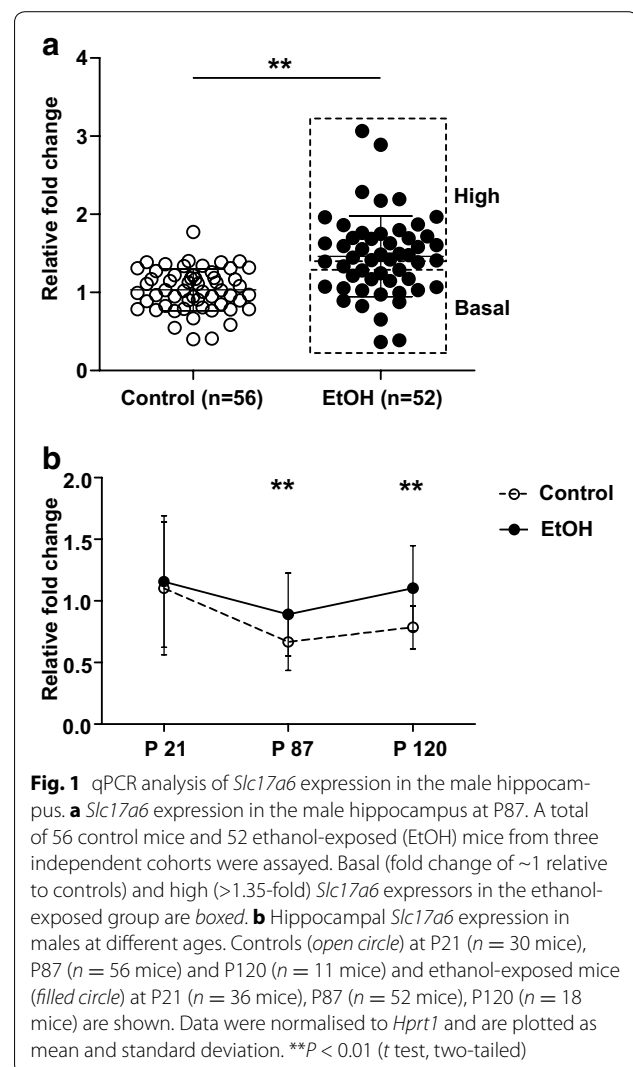 a
Relative fold change
4
3
2
1
0
**
High
Basal
Control (n=56)
EtOH (n=52)
b
Relative fold change
2.0
1.5
1.0
0.5
0.0
**
**
Control
EtOH
P 21
P 87
P 120
Fig. 1 qPCR analysis of Slc17a6 expression in the male hippocam-
pus. a Slc17a6 expression in the male hippocampus at P87. A total
of 56 control mice and 52 ethanol-exposed (EtOH) mice from three
independent cohorts were assayed. Basal (fold change of ~1 relative
to controls) and high (>1.35-fold) Slc17a6 expressors in the ethanol-
exposed group are boxed. b Hippocampal Slc17a6 expression in
males at different ages. Controls (open circle) at P21 (n = 30 mice),
P87 (n = 56 mice) and P120 (n = 11 mice) and ethanol-exposed mice
(filled circle) at P21 (n = 36 mice), P87 (n = 52 mice), P120 (n = 18
mice) are shown. Data were normalised to Hprt1 and are plotted as
mean and standard deviation. **P < 0.01 (t test, two-tailed)